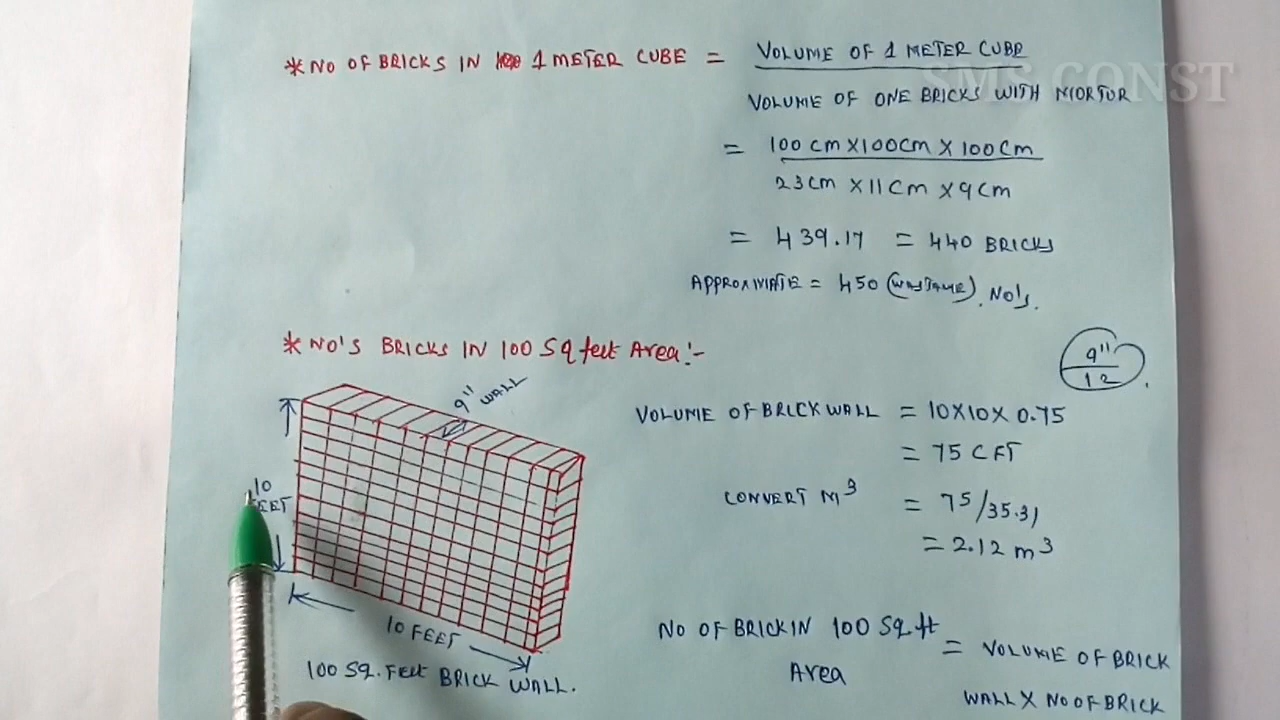 *NO OF BRICKS IN 1 METER CUBE = VOLUME OF 1 METER CUBE
VOLUME OF ONE BRICKS WITH MORTOR
SMS CONST
= 100 cm X 100 cm X 100 cm
23 cm X 11 cm X 9 cm
= 439.17 = 440 BRICKS
APPROXIMATE = 450 (WASTAGE) NO'S.
*NO'S BRICKS IN 100 Sq feet Area:-
9"
12
9" WALL
10
FEET
10 FEET
100 SQ. FEET BRICK WALL.
VOLUME OF BRICK WALL = 10X10X 0.75
= 75 CFT
CONVERT M³ = 75/35.31
= 2.12 m³
NO OF BRICK IN 100 Sq.ft
Area
= VOLUME OF BRICK
WALL X NO OF BRICK